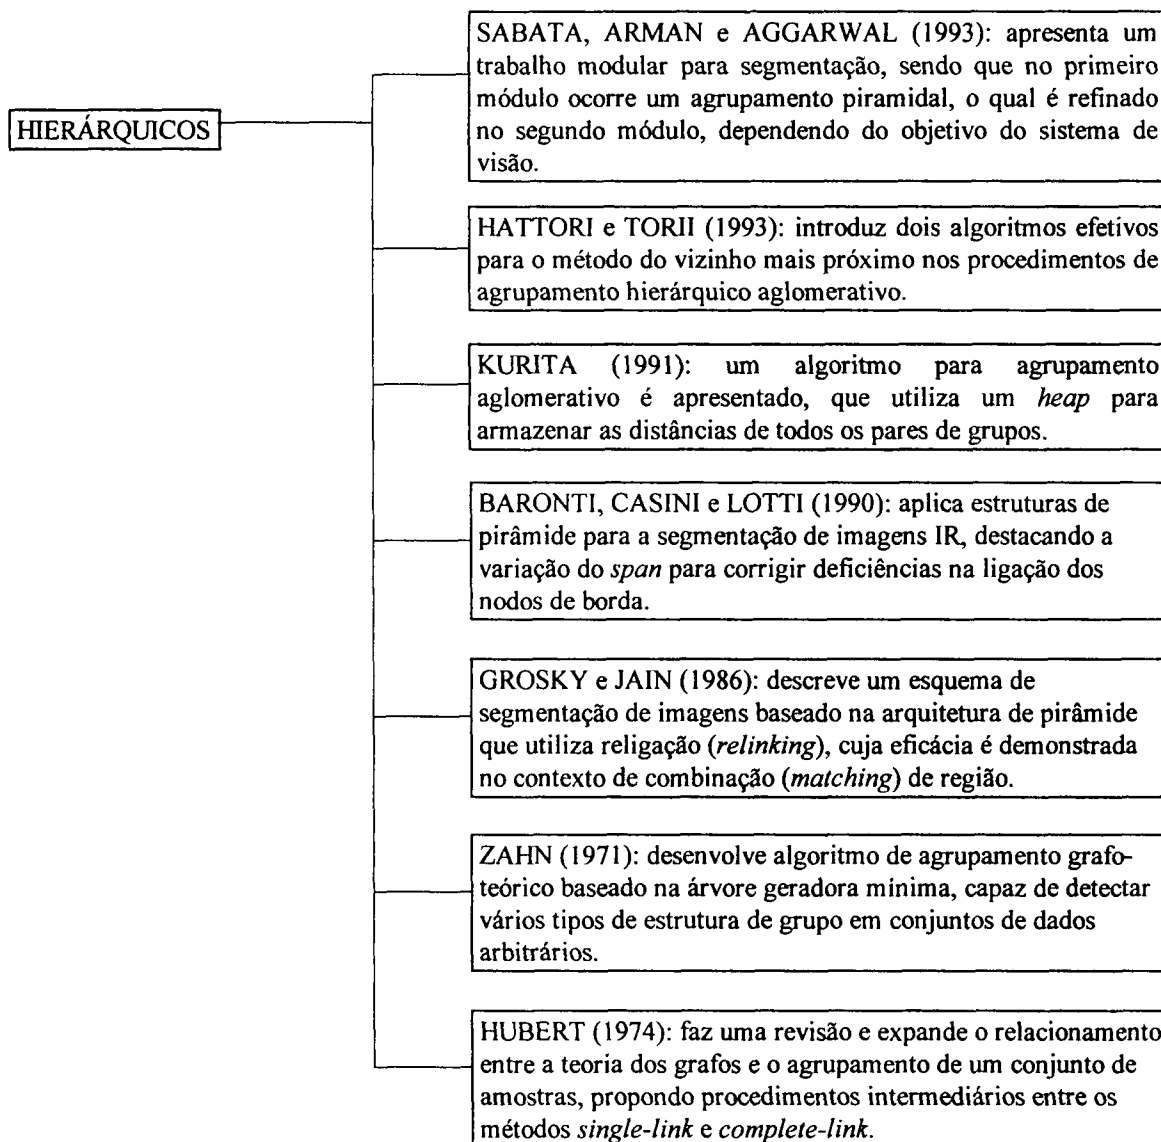 HIERÁRQUICOS
SABATA, ARMAN e AGGARWAL (1993): apresenta um
trabalho modular para segmentação, sendo que no primeiro
módulo ocorre um agrupamento piramidal, o qual é refinado
no segundo módulo, dependendo do objetivo do sistema de
visão.
HATTORI e TORII (1993): introduz dois algoritmos efetivos
para o método do vizinho mais próximo nos procedimentos de
agrupamento hierárquico aglomerativo.
KURITA (1991): um algoritmo para agrupamento
aglomerativo é apresentado, que utiliza um heap para
armazenar as distâncias de todos os pares de grupos.
BARONTI, CASINI e LOTTI (1990): aplica estruturas de
pirâmide para a segmentação de imagens IR, destacando a
variação do span para corrigir deficiências na ligação dos
nodos de borda.
GROSKY e JAIN (1986): descreve um esquema de
segmentação de imagens baseado na arquitetura de pirâmide
que utiliza religação (relinking), cuja eficácia é demonstrada
no contexto de combinação (matching) de região.
ZAHN (1971): desenvolve algoritmo de agrupamento grafo-
teórico baseado na árvore geradora mínima, capaz de detectar
vários tipos de estrutura de grupo em conjuntos de dados
arbitrários.
HUBERT (1974): faz uma revisão e expande o relacionamento
entre a teoria dos grafos e o agrupamento de um conjunto de
amostras, propondo procedimentos intermediários entre os
métodos single-link e complete-link.